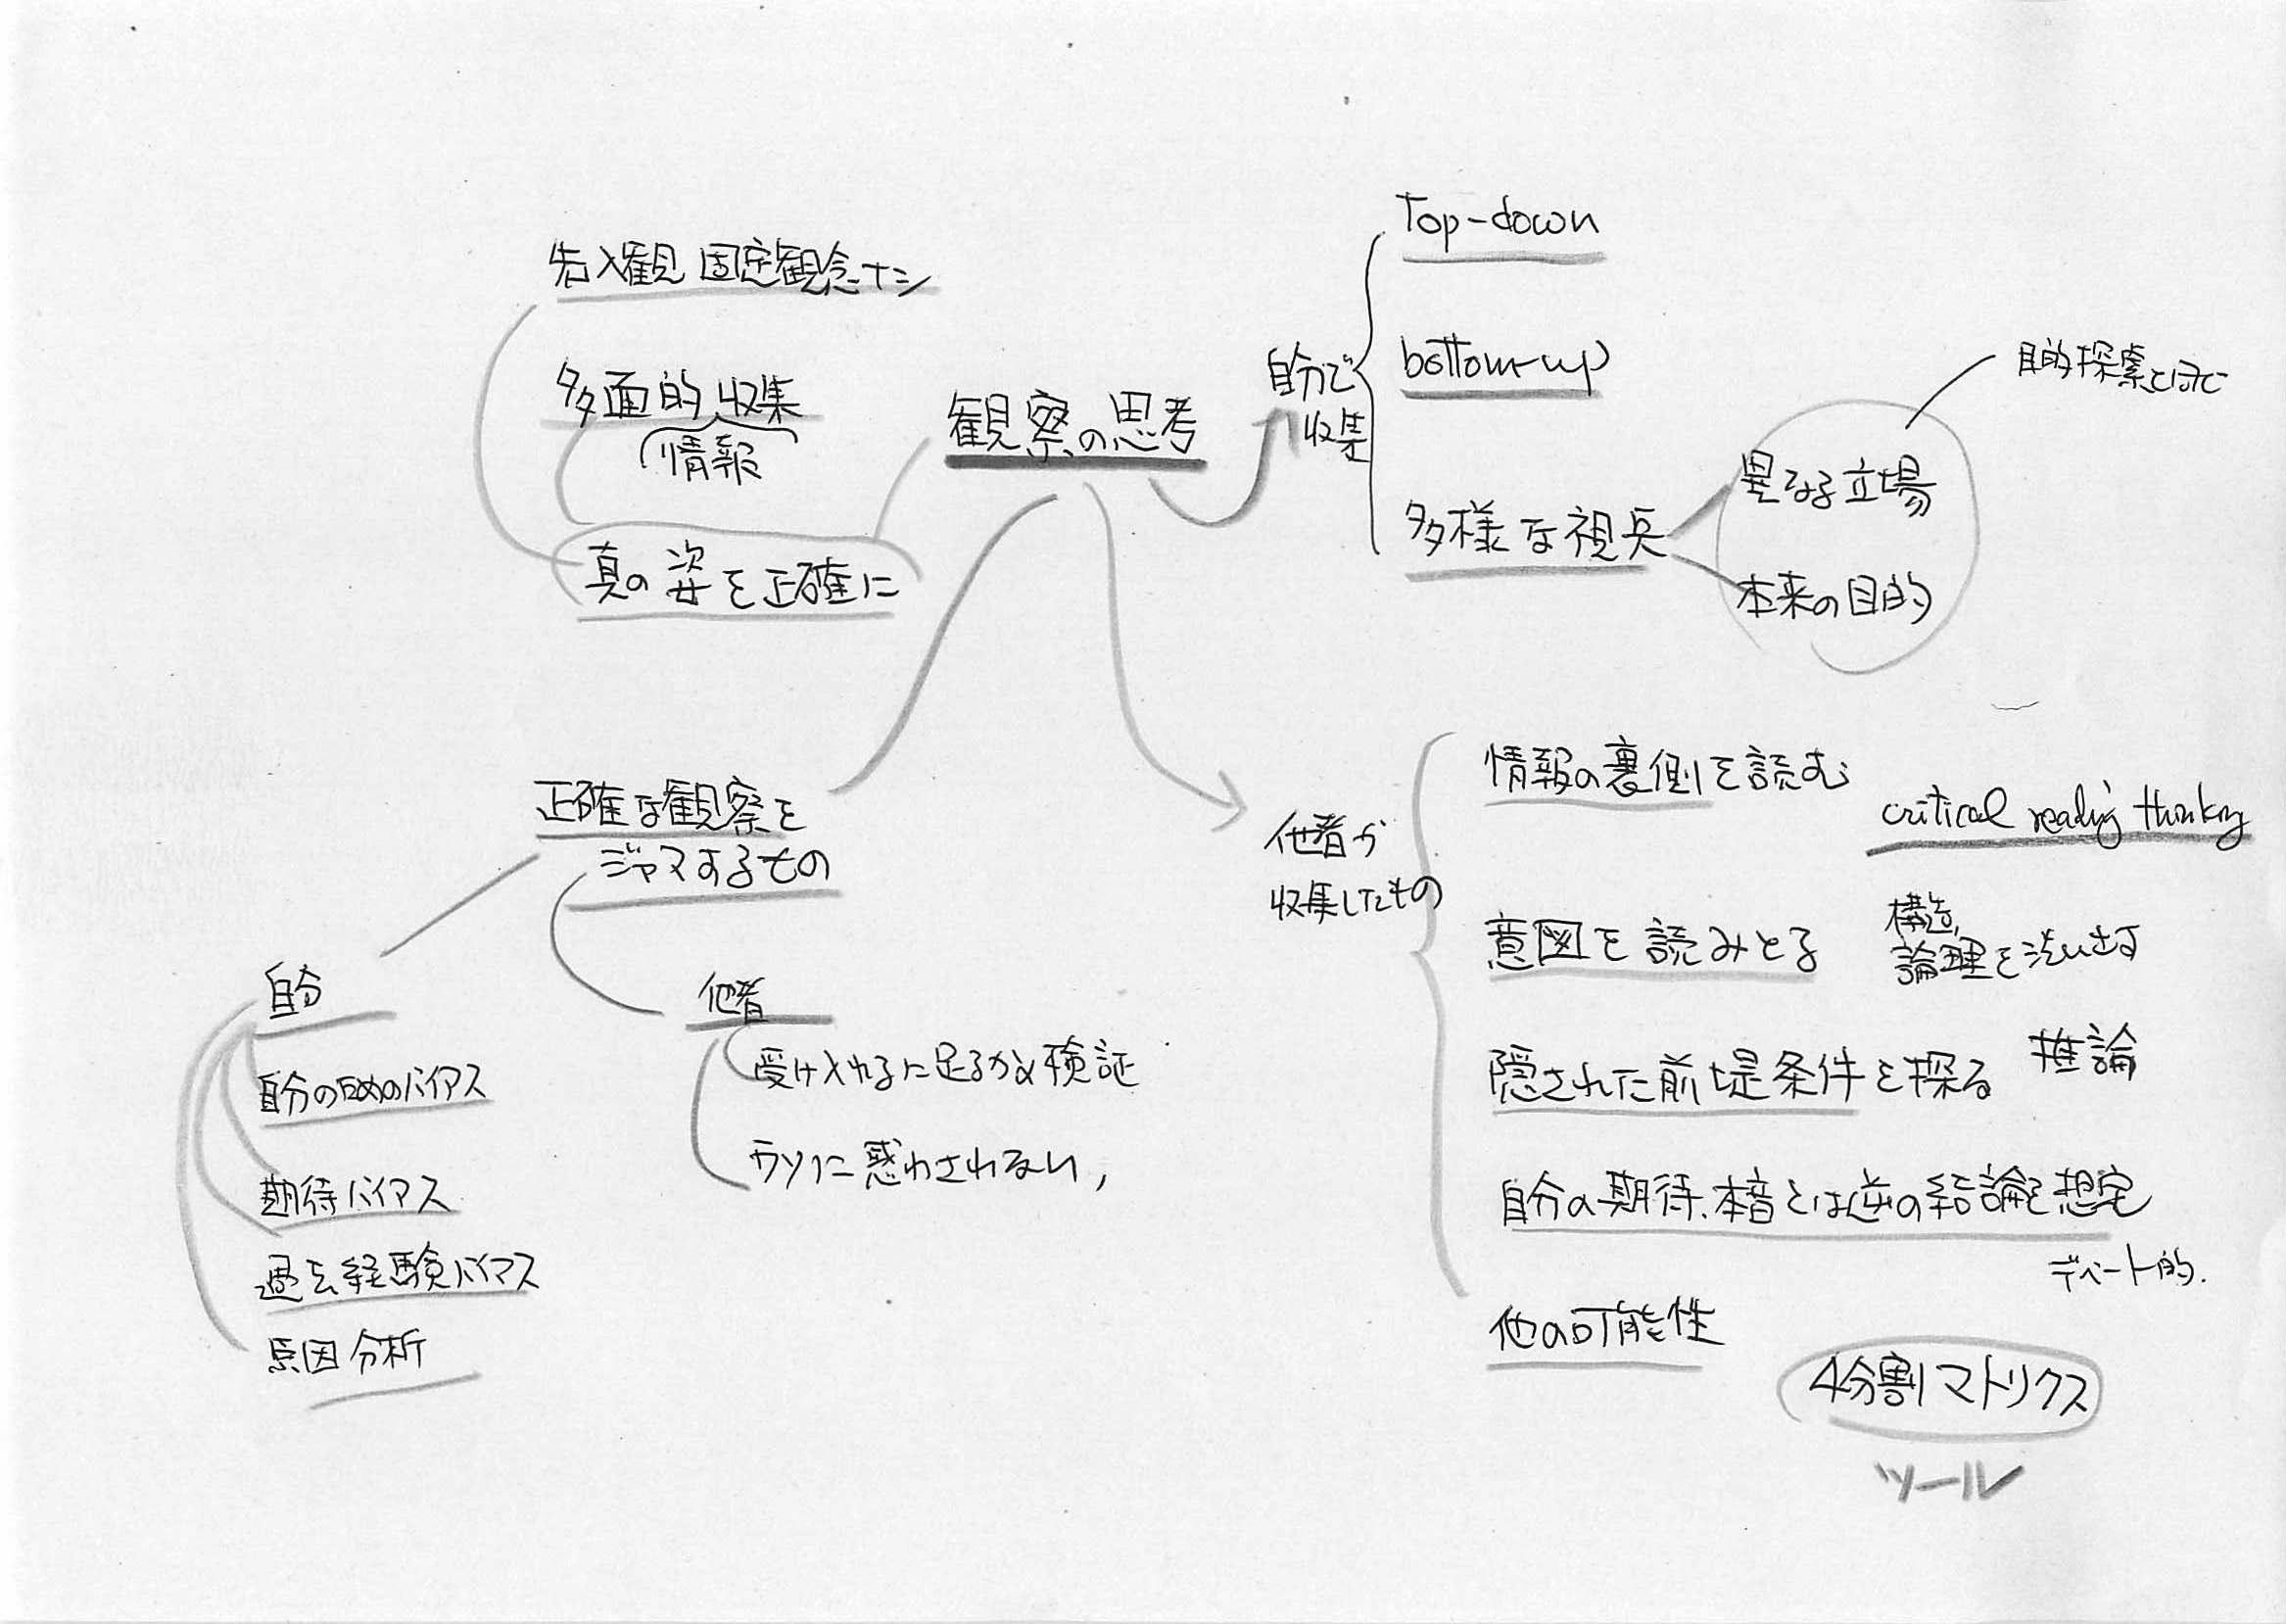 先入観 固定観念ナシ
多面的収集
情報
真の姿を正確に
観察の思考
自分で
収集
Top-down
bottom-up
多様な視点
異なる立場
本来の目的
目的探索
正確な観察を
ジャマするもの
自分
自分のためのバイアス
期待バイアス
過去経験バイアス
原因分析
他者
受け入れるに足るか検証
ウソに惑わされない
他者が
収集したもの
情報の裏側を読む
critical reading thinking
意図を読みとる
構造、
論理を洗い出す
隠された前提条件を探る
推論
自分の期待、本音とは逆の結論を想定
デベート的.
他の可能性
4分割マトリクス
ツール